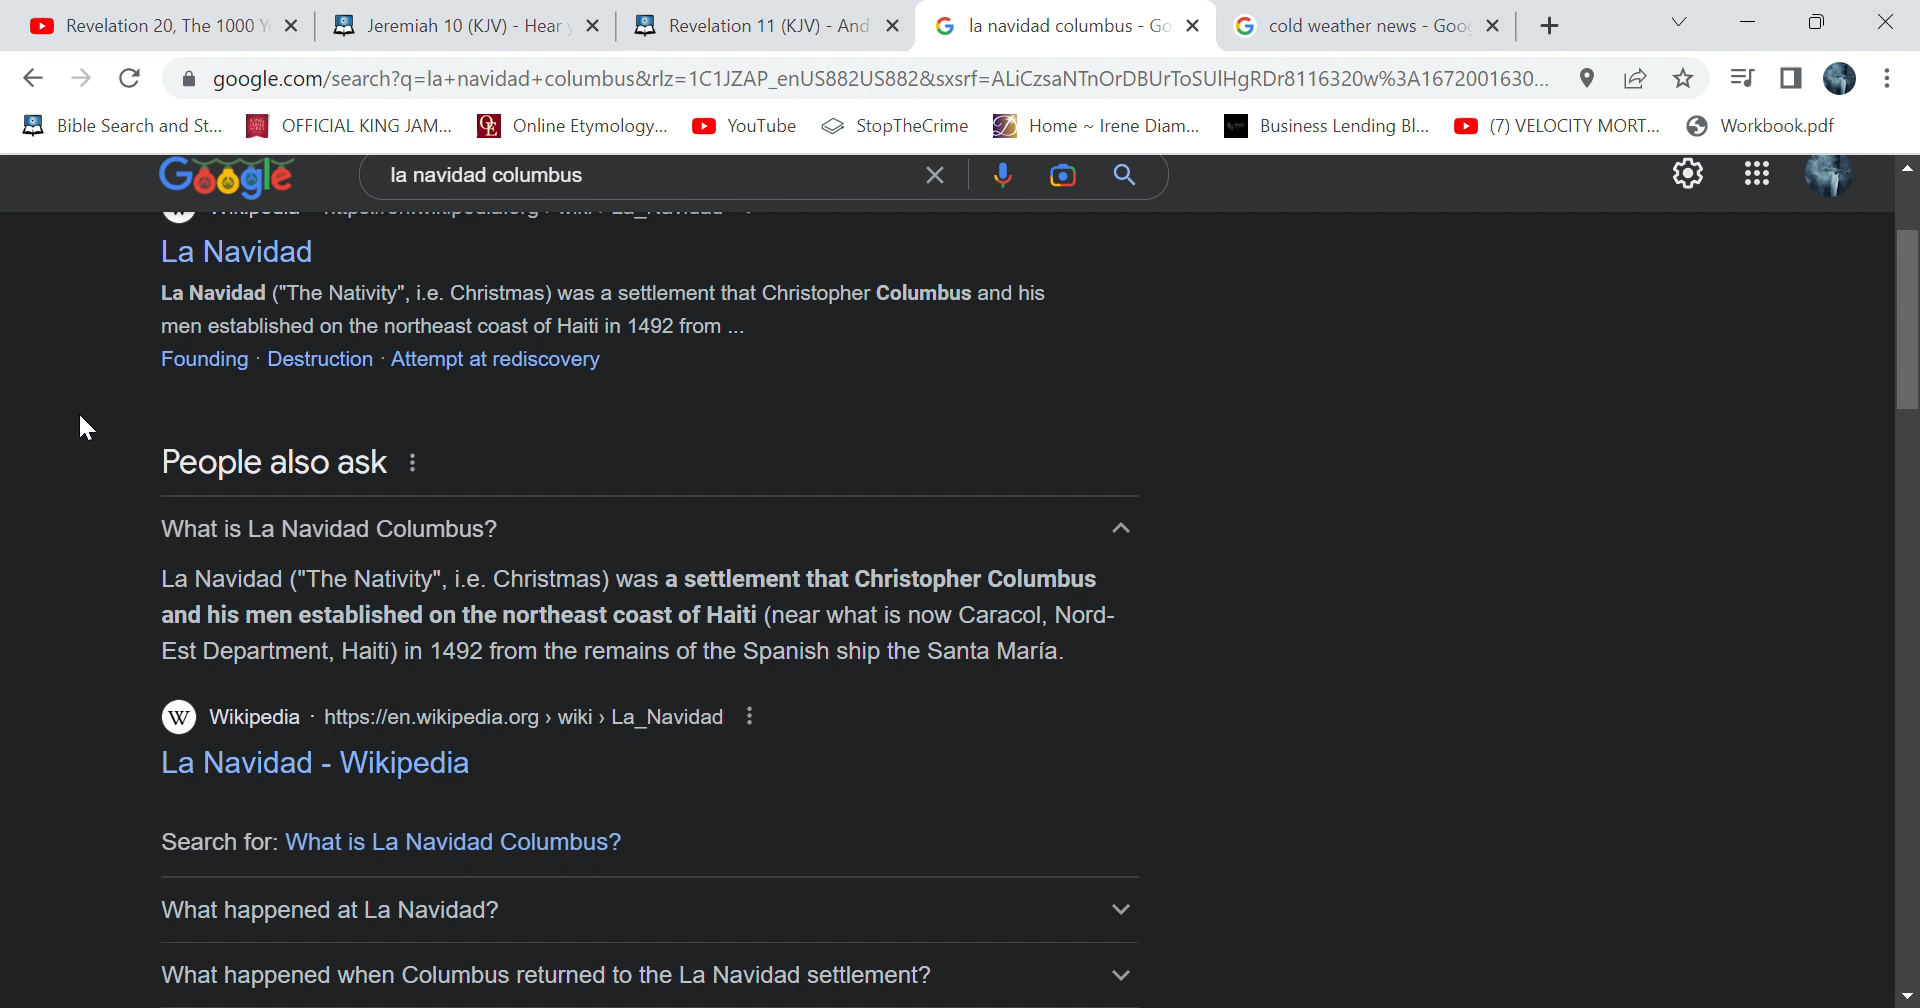 Revelation 20, The 1000 Y
Jeremiah 10 (KJV) - Hear y
Revelation 11 (KJV) - And
la navidad columbus - Go
cold weather news - Goog
google.com/search?q=la+navidad+columbus&rlz=1C1JZAP_enUS882US882&sxsrf=ALiCzsaNTnOrDBUrToSUlHgRDr8116320w%3A1672001630...
Bible Search and St...
OFFICIAL KING JAM...
Online Etymology...
YouTube
StopTheCrime
Home ~ Irene Diam...
Business Lending Bl...
(7) VELOCITY MORT...
Workbook.pdf
Google
la navidad columbus
La Navidad
La Navidad ("The Nativity", i.e. Christmas) was a settlement that Christopher Columbus and his
men established on the northeast coast of Haiti in 1492 from ...
Founding · Destruction · Attempt at rediscovery
People also ask
What is La Navidad Columbus?
La Navidad ("The Nativity", i.e. Christmas) was a settlement that Christopher Columbus
and his men established on the northeast coast of Haiti (near what is now Caracol, Nord-
Est Department, Haiti) in 1492 from the remains of the Spanish ship the Santa María.
W Wikipedia · https://en.wikipedia.org › wiki › La_Navidad
La Navidad - Wikipedia
Search for: What is La Navidad Columbus?
What happened at La Navidad?
What happened when Columbus returned to the La Navidad settlement?